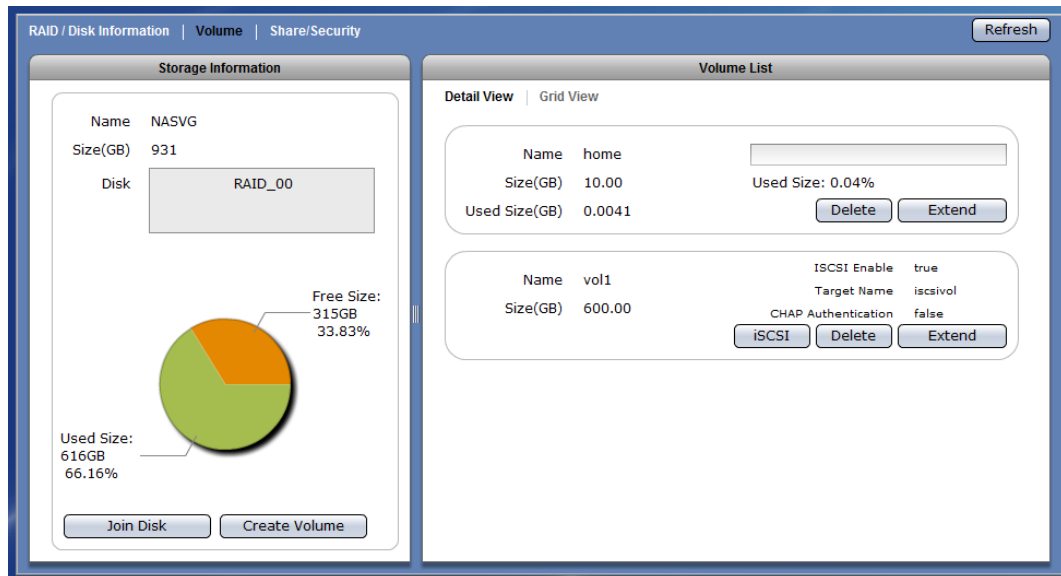 RAID / Disk Information | Volume | Share/Security
Refresh
Storage Information
Name NASVG
Size(GB) 931
Disk RAID_00
Free Size:
315GB
33.83%
Used Size:
616GB
66.16%
Join Disk
Create Volume
Volume List
Detail View | Grid View
Name home
Size(GB) 10.00
Used Size: 0.04%
Used Size(GB) 0.0041
Delete
Extend
Name vol1
Size(GB) 600.00
ISCSI Enable true
Target Name iscsivol
CHAP Authentication false
iSCSI
Delete
Extend